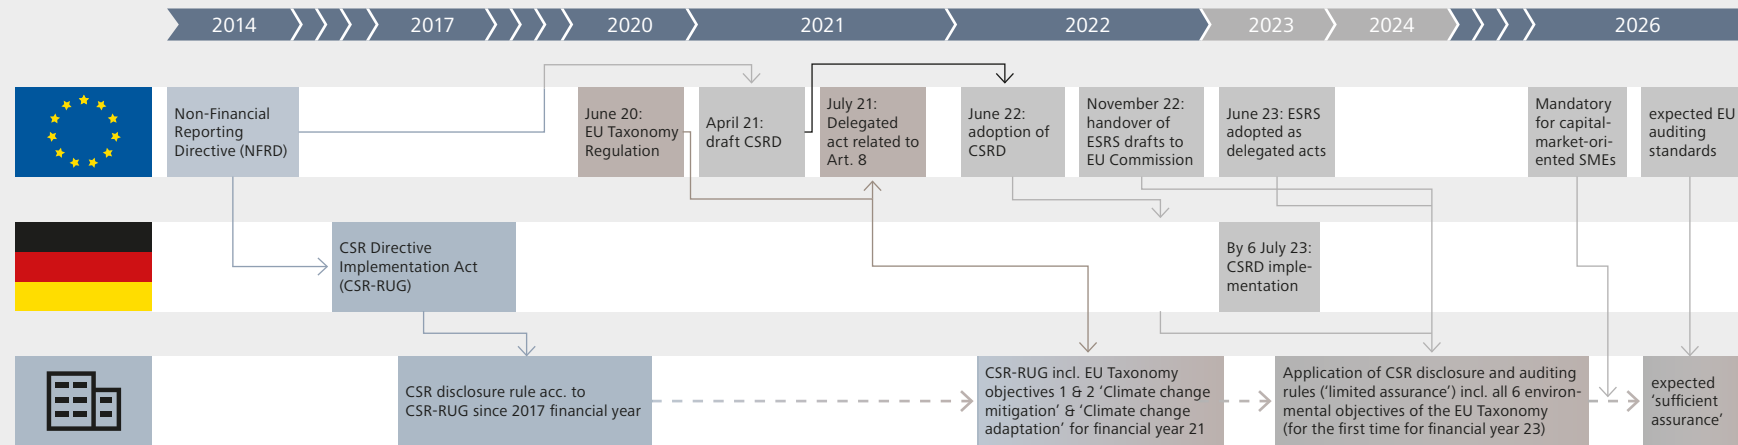 2014
2017
2020
2021
2022
2023
2024
2026
Non-Financial
Reporting
Directive (NFRD)
June 20:
EU Taxonomy
Regulation
April 21:
draft CSRD
July 21:
Delegated
act related to
Art. 8
June 22:
adoption of
CSRD
November 22:
handover of
ESRS drafts to
EU Commission
June 23: ESRS
adopted as
delegated acts
Mandatory
for capital-
market-ori-
ented SMEs
expected EU
auditing
standards
CSR Directive
Implementation Act
(CSR-RUG)
By 6 July 23:
CSRD imple-
mentation
CSR disclosure rule acc. to
CSR-RUG since 2017 financial year
CSR-RUG incl. EU Taxonomy
objectives 1 & 2 ‘Climate change
mitigation’ & ‘Climate change
adaptation’ for financial year 21
Application of CSR disclosure and auditing
rules (‘limited assurance’) incl. all 6 environ-
mental objectives of the EU Taxonomy
(for the first time for financial year 23)
expected
‘sufficient
assurance’